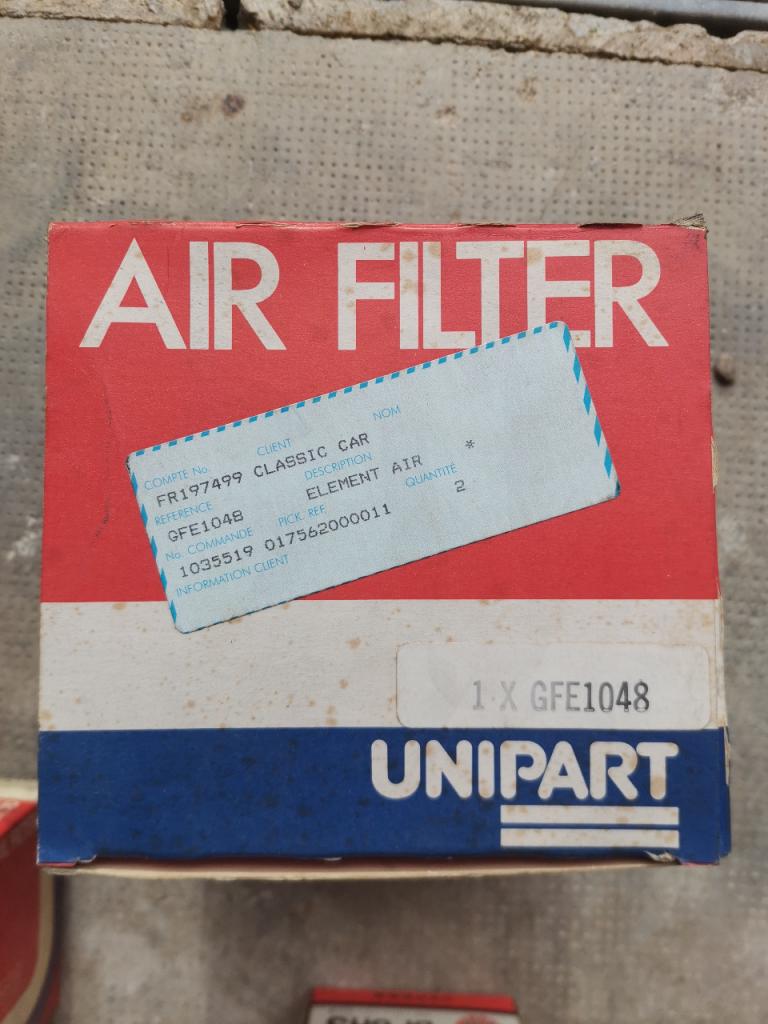 AIR FILTER
NOM
CLIENT
COMPTE No.
FR197499 CLASSIC CAR
DESCRIPTION
*
REFERENCE
ELEMENT AIR
QUANTITÉ
GFE1048
2
No. COMMANDE PICK. REF.
1035519 017562000011
INFORMATION CLIENT
1 X GFE1048
UNIPART